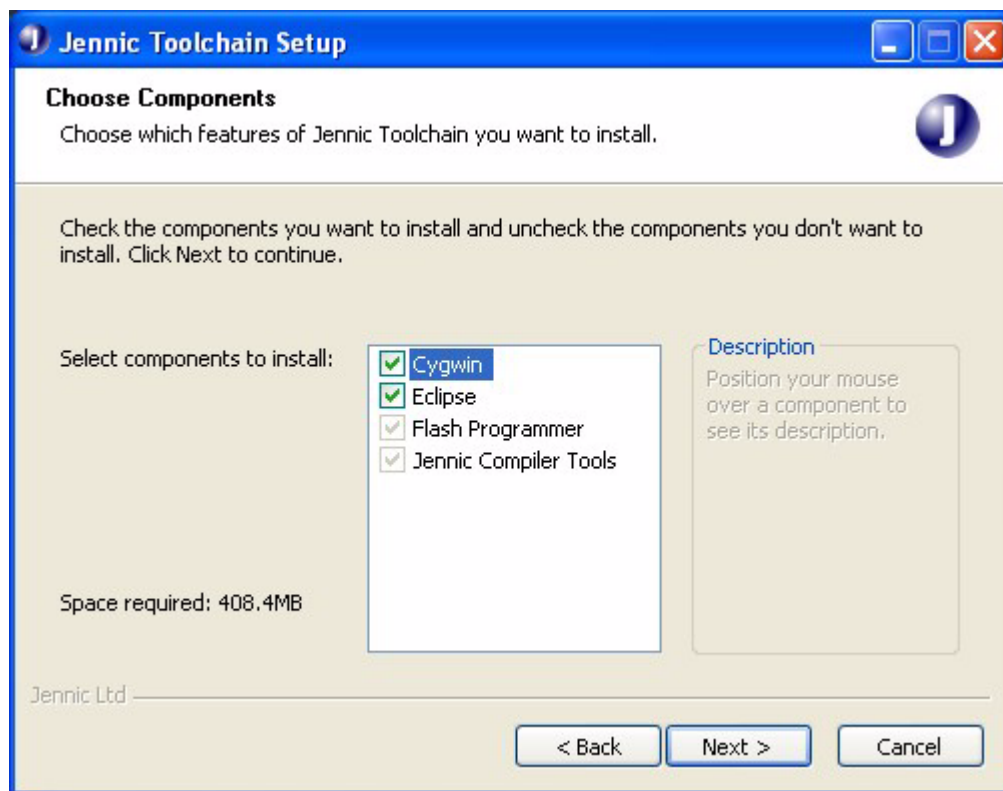 Jennic Toolchain Setup
Choose Components
Choose which features of Jennic Toolchain you want to install.
J
Check the components you want to install and uncheck the components you don't want to
install. Click Next to continue.
Select components to install:
Cygwin
Eclipse
Flash Programmer
Jennic Compiler Tools
Description
Position your mouse
over a component to
see its description.
Space required: 408.4MB
Jennic Ltd
< Back
Next >
Cancel